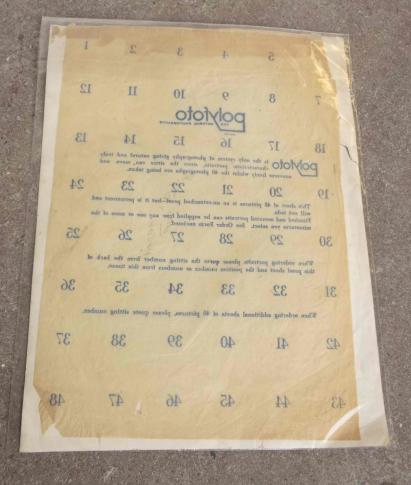 5 4 3 2 1
7 8 9 10 11 12
polyfoto
18 17 16 15 14 13
polyfoto is the only system of photography giving natural and truly
characteristic portraits, since the sitter can, move and
converse freely whilst the 48 photographs are being taken.
19 20 21 22 23 24
This sheet of 48 pictures is an untouched proof—but it is permanent and
will not fade.
Finished and mounted portraits can be supplied from any one or more of the
miniatures you select. See Order Form enclosed.
30 29 28 27 26 25
When ordering portraits please quote the sitting number from the back of
this proof sheet and the position number as numbers from this sheet.
31 32 33 34 35 36
When ordering additional sheets of 48 pictures, please quote sitting number.
42 41 40 39 38 37
43 44 45 46 47 48